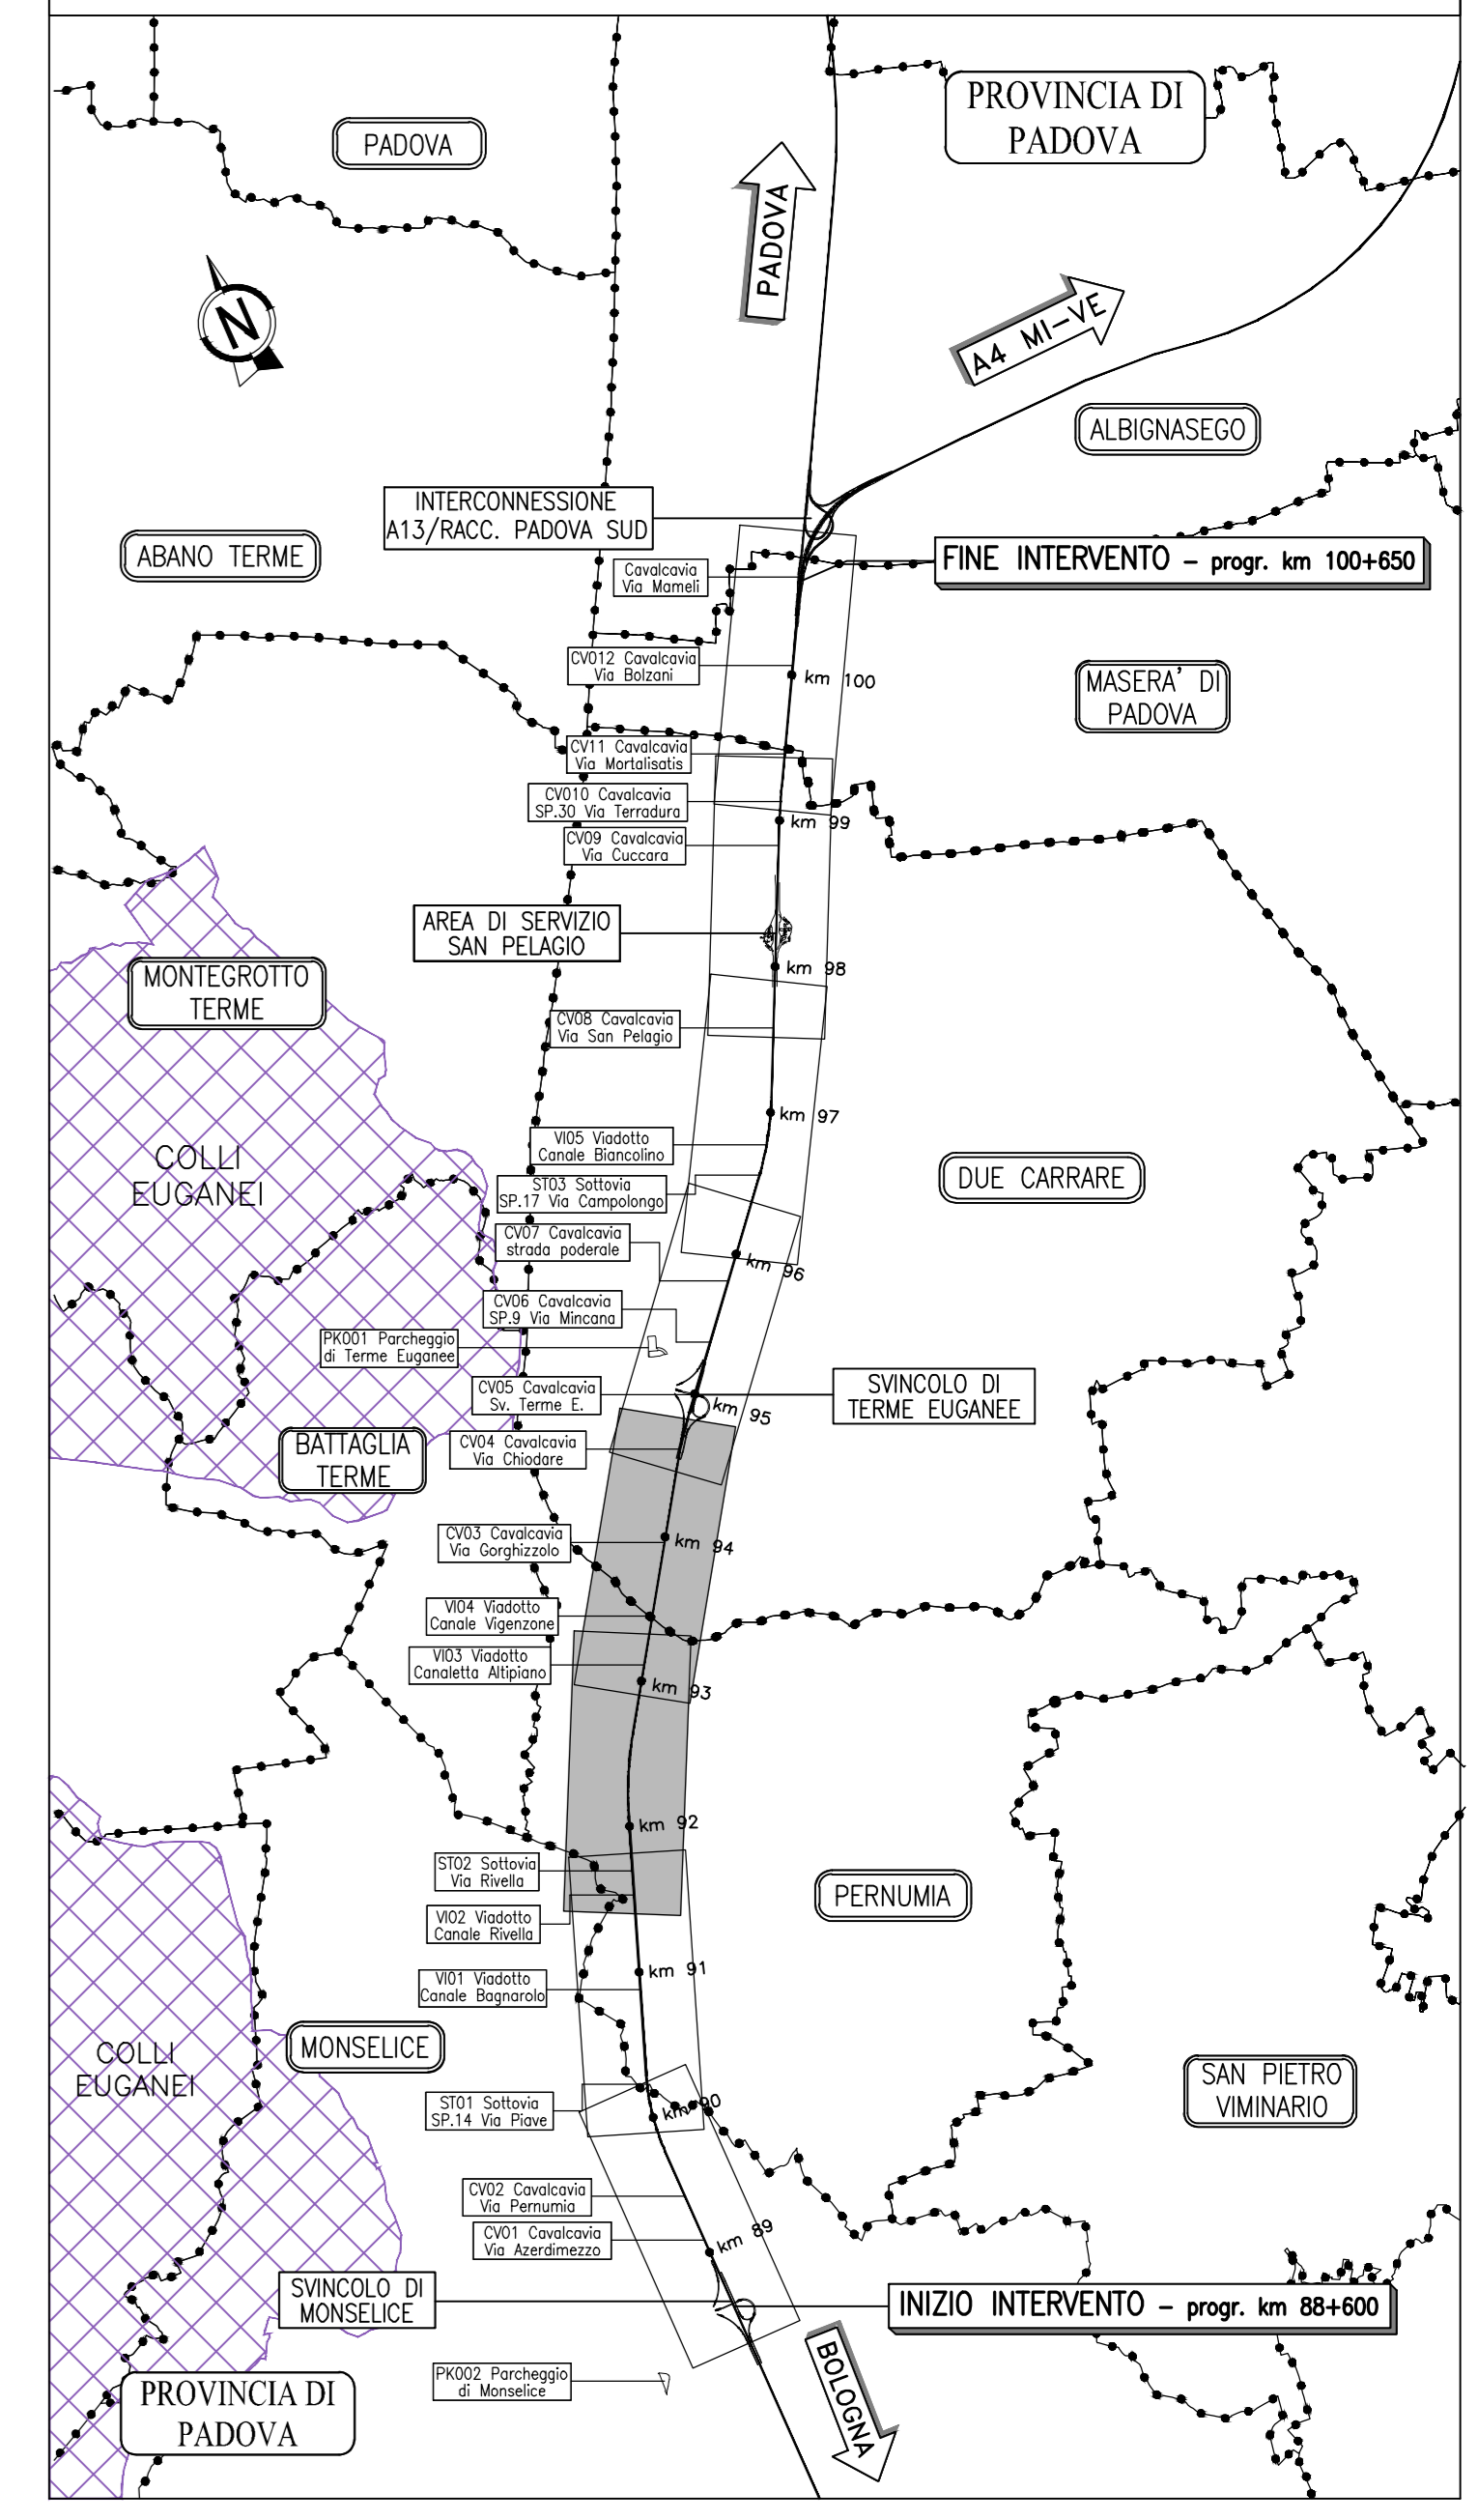 PROVINCIA DI
PADOVA
PADOVA
PADOVA
N
A4 MI-VE
ALBIGNASEGO
INTERCONNESSIONE
A13/RACC. PADOVA SUD
ABANO TERME
FINE INTERVENTO – progr. km 100+650
Cavalcavia
Via Mameli
CV012 Cavalcavia
Via Bolzani
km 100
MASERA' DI
PADOVA
CV11 Cavalcavia
Via Mortalisatis
CV010 Cavalcavia
SP.30 Via Terradura
km 99
CV09 Cavalcavia
Via Cuccara
AREA DI SERVIZIO
SAN PELAGIO
km 98
MONTEGROTTO
TERME
CV08 Cavalcavia
Via San Pelagio
km 97
VI05 Viadotto
Canale Biancolino
COLLI
EUGANEI
DUE CARRARE
ST03 Sottovia
SP.17 Via Campolongo
CV07 Cavalcavia
strada poderale
km 96
CV06 Cavalcavia
SP.9 Via Mincana
PK001 Parcheggio
di Terme Euganee
CV05 Cavalcavia
Sv. Terme E.
km 95
SVINCOLO DI
TERME EUGANEE
BATTAGLIA
TERME
CV04 Cavalcavia
Via Chiodare
CV03 Cavalcavia
Via Gorghizzolo
km 94
VI04 Viadotto
Canale Vigenzone
VI03 Viadotto
Canaletta Altipiano
km 93
km 92
ST02 Sottovia
Via Rivella
PERNUMIA
VI02 Viadotto
Canale Rivella
km 91
VI01 Viadotto
Canale Bagnarolo
MONSELICE
COLLI
EUGANEI
SAN PIETRO
VIMINARIO
ST01 Sottovia
SP.14 Via Piave
km 90
CV02 Cavalcavia
Via Pernumia
CV01 Cavalcavia
Via Azerdimezzo
km 89
SVINCOLO DI
MONSELICE
INIZIO INTERVENTO – progr. km 88+600
PK002 Parcheggio
di Monselice
BOLOGNA
PROVINCIA DI
PADOVA